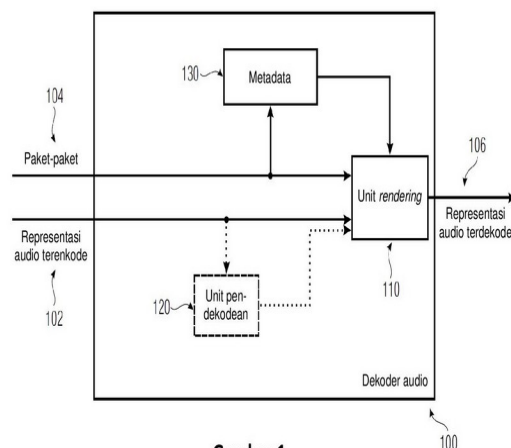 130
Metadata
104
Paket-paket
106
Unit rendering
Representasi
audio terdekode
Representasi
audio terenkode
110
102
120
Unit pen-
dekodean
Dekoder audio
100